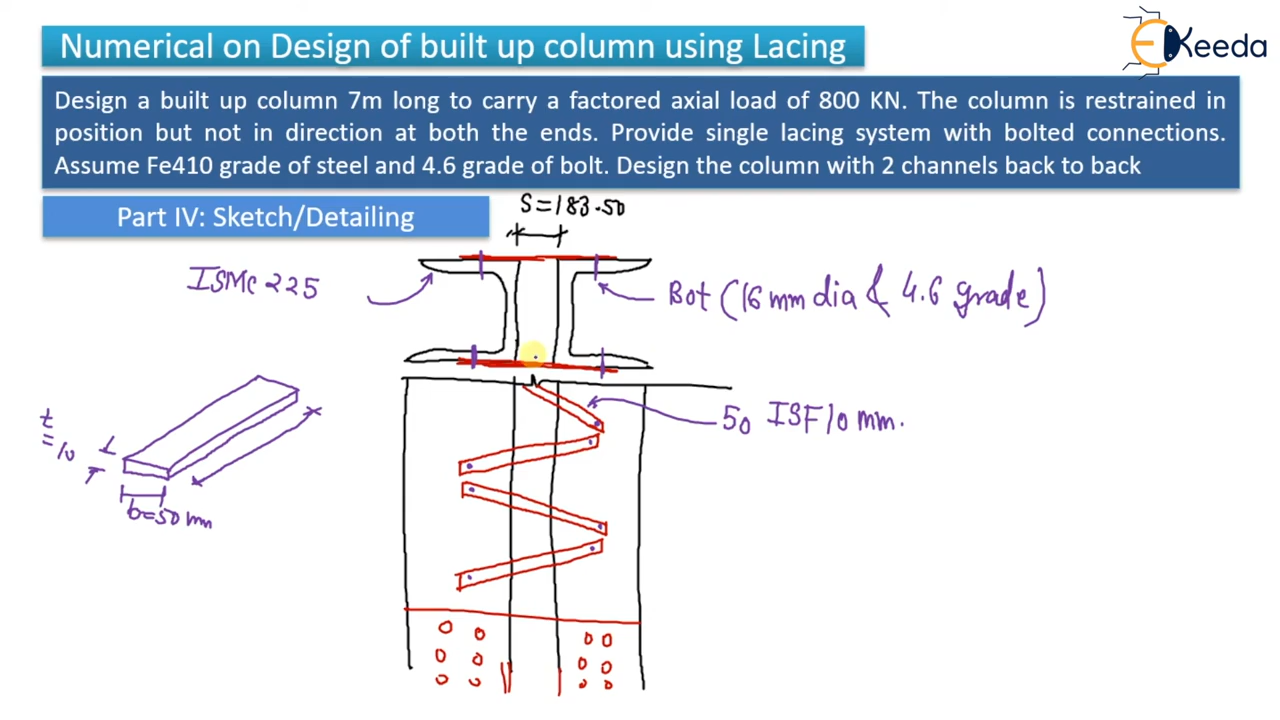 Numerical on Design of built up column using Lacing
EKeeda
Design a built up column 7m long to carry a factored axial load of 800 KN. The column is restrained in
position but not in direction at both the ends. Provide single lacing system with bolted connections.
Assume Fe410 grade of steel and 4.6 grade of bolt. Design the column with 2 channels back to back
Part IV: Sketch/Detailing
S=183.50
ISMC 225
Bot (16 mm dia & 4.6 grade)
50 ISF 10 mm.
t
=10
b=50 mm